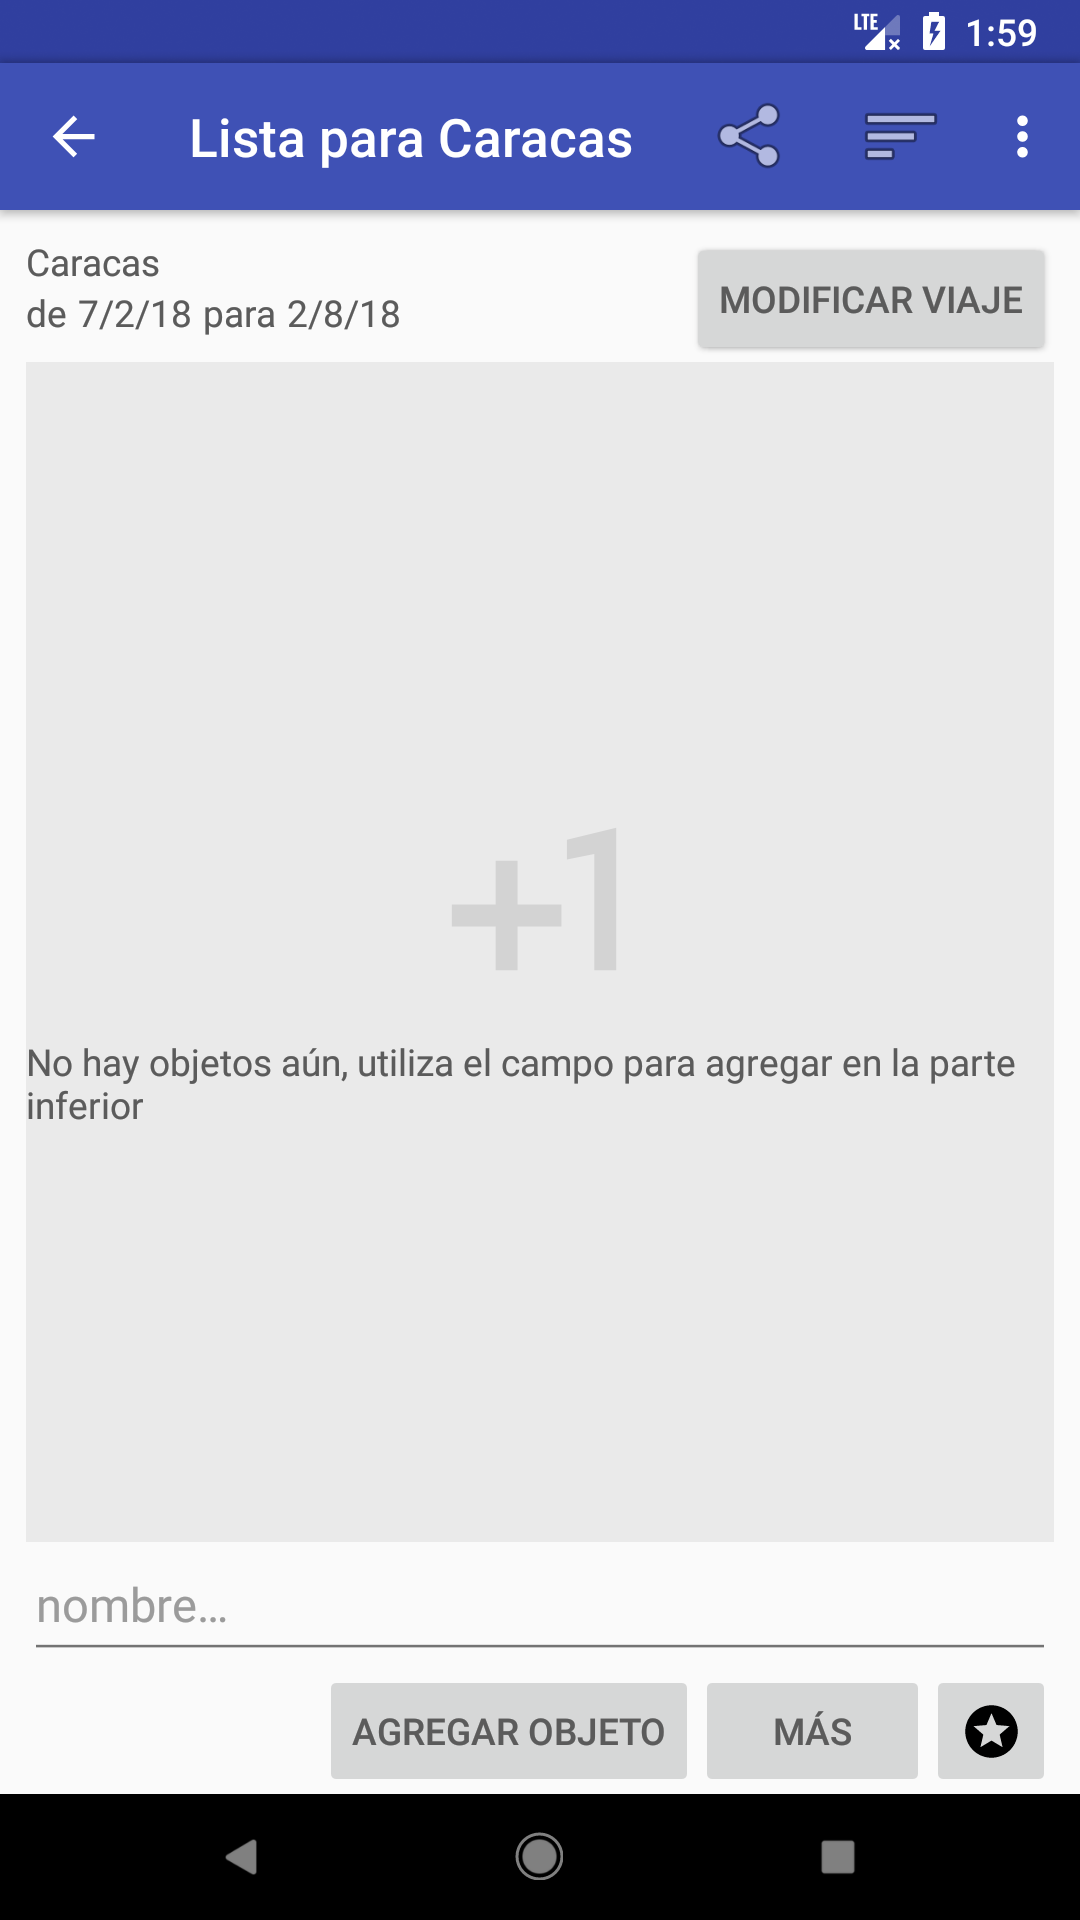 LTE 1:59
Lista para Caracas
Caracas
de 7/2/18 para 2/8/18
MODIFICAR VIAJE
+1
No hay objetos aún, utiliza el campo para agregar en la parte
inferior
nombre...
AGREGAR OBJETO MÁS